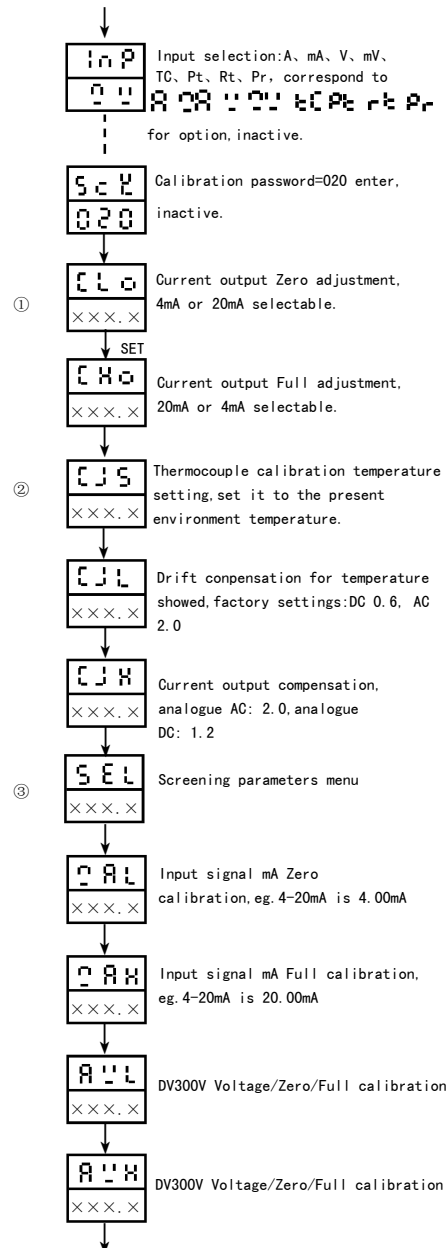 InP
Input selection:A、mA、V、mV、
TC、Pt、Rt、Pr, correspond to
for option,inactive.
ScK
020
Calibration password=020 enter,
inactive.
①
CLo
×××.×
Current output Zero adjustment,
4mA or 20mA selectable.
SET
CHo
×××.×
Current output Full adjustment,
20mA or 4mA selectable.
②
CJS
×××.×
Thermocouple calibration temperature
setting,set it to the present
environment temperature.
CJL
×××.×
Drift conpensation for temperature
showed,factory settings:DC 0.6, AC
2.0
CJH
×××.×
Current output compensation,
analogue AC: 2.0,analogue
DC: 1.2
③
SEL
×××.×
Screening parameters menu
mAL
×××.×
Input signal mA Zero
calibration,eg.4-20mA is 4.00mA
mAH
×××.×
Input signal mA Full calibration,
eg.4-20mA is 20.00mA
AVL
×××.×
DV300V Voltage/Zero/Full calibration
AVH
×××.×
DV300V Voltage/Zero/Full calibration